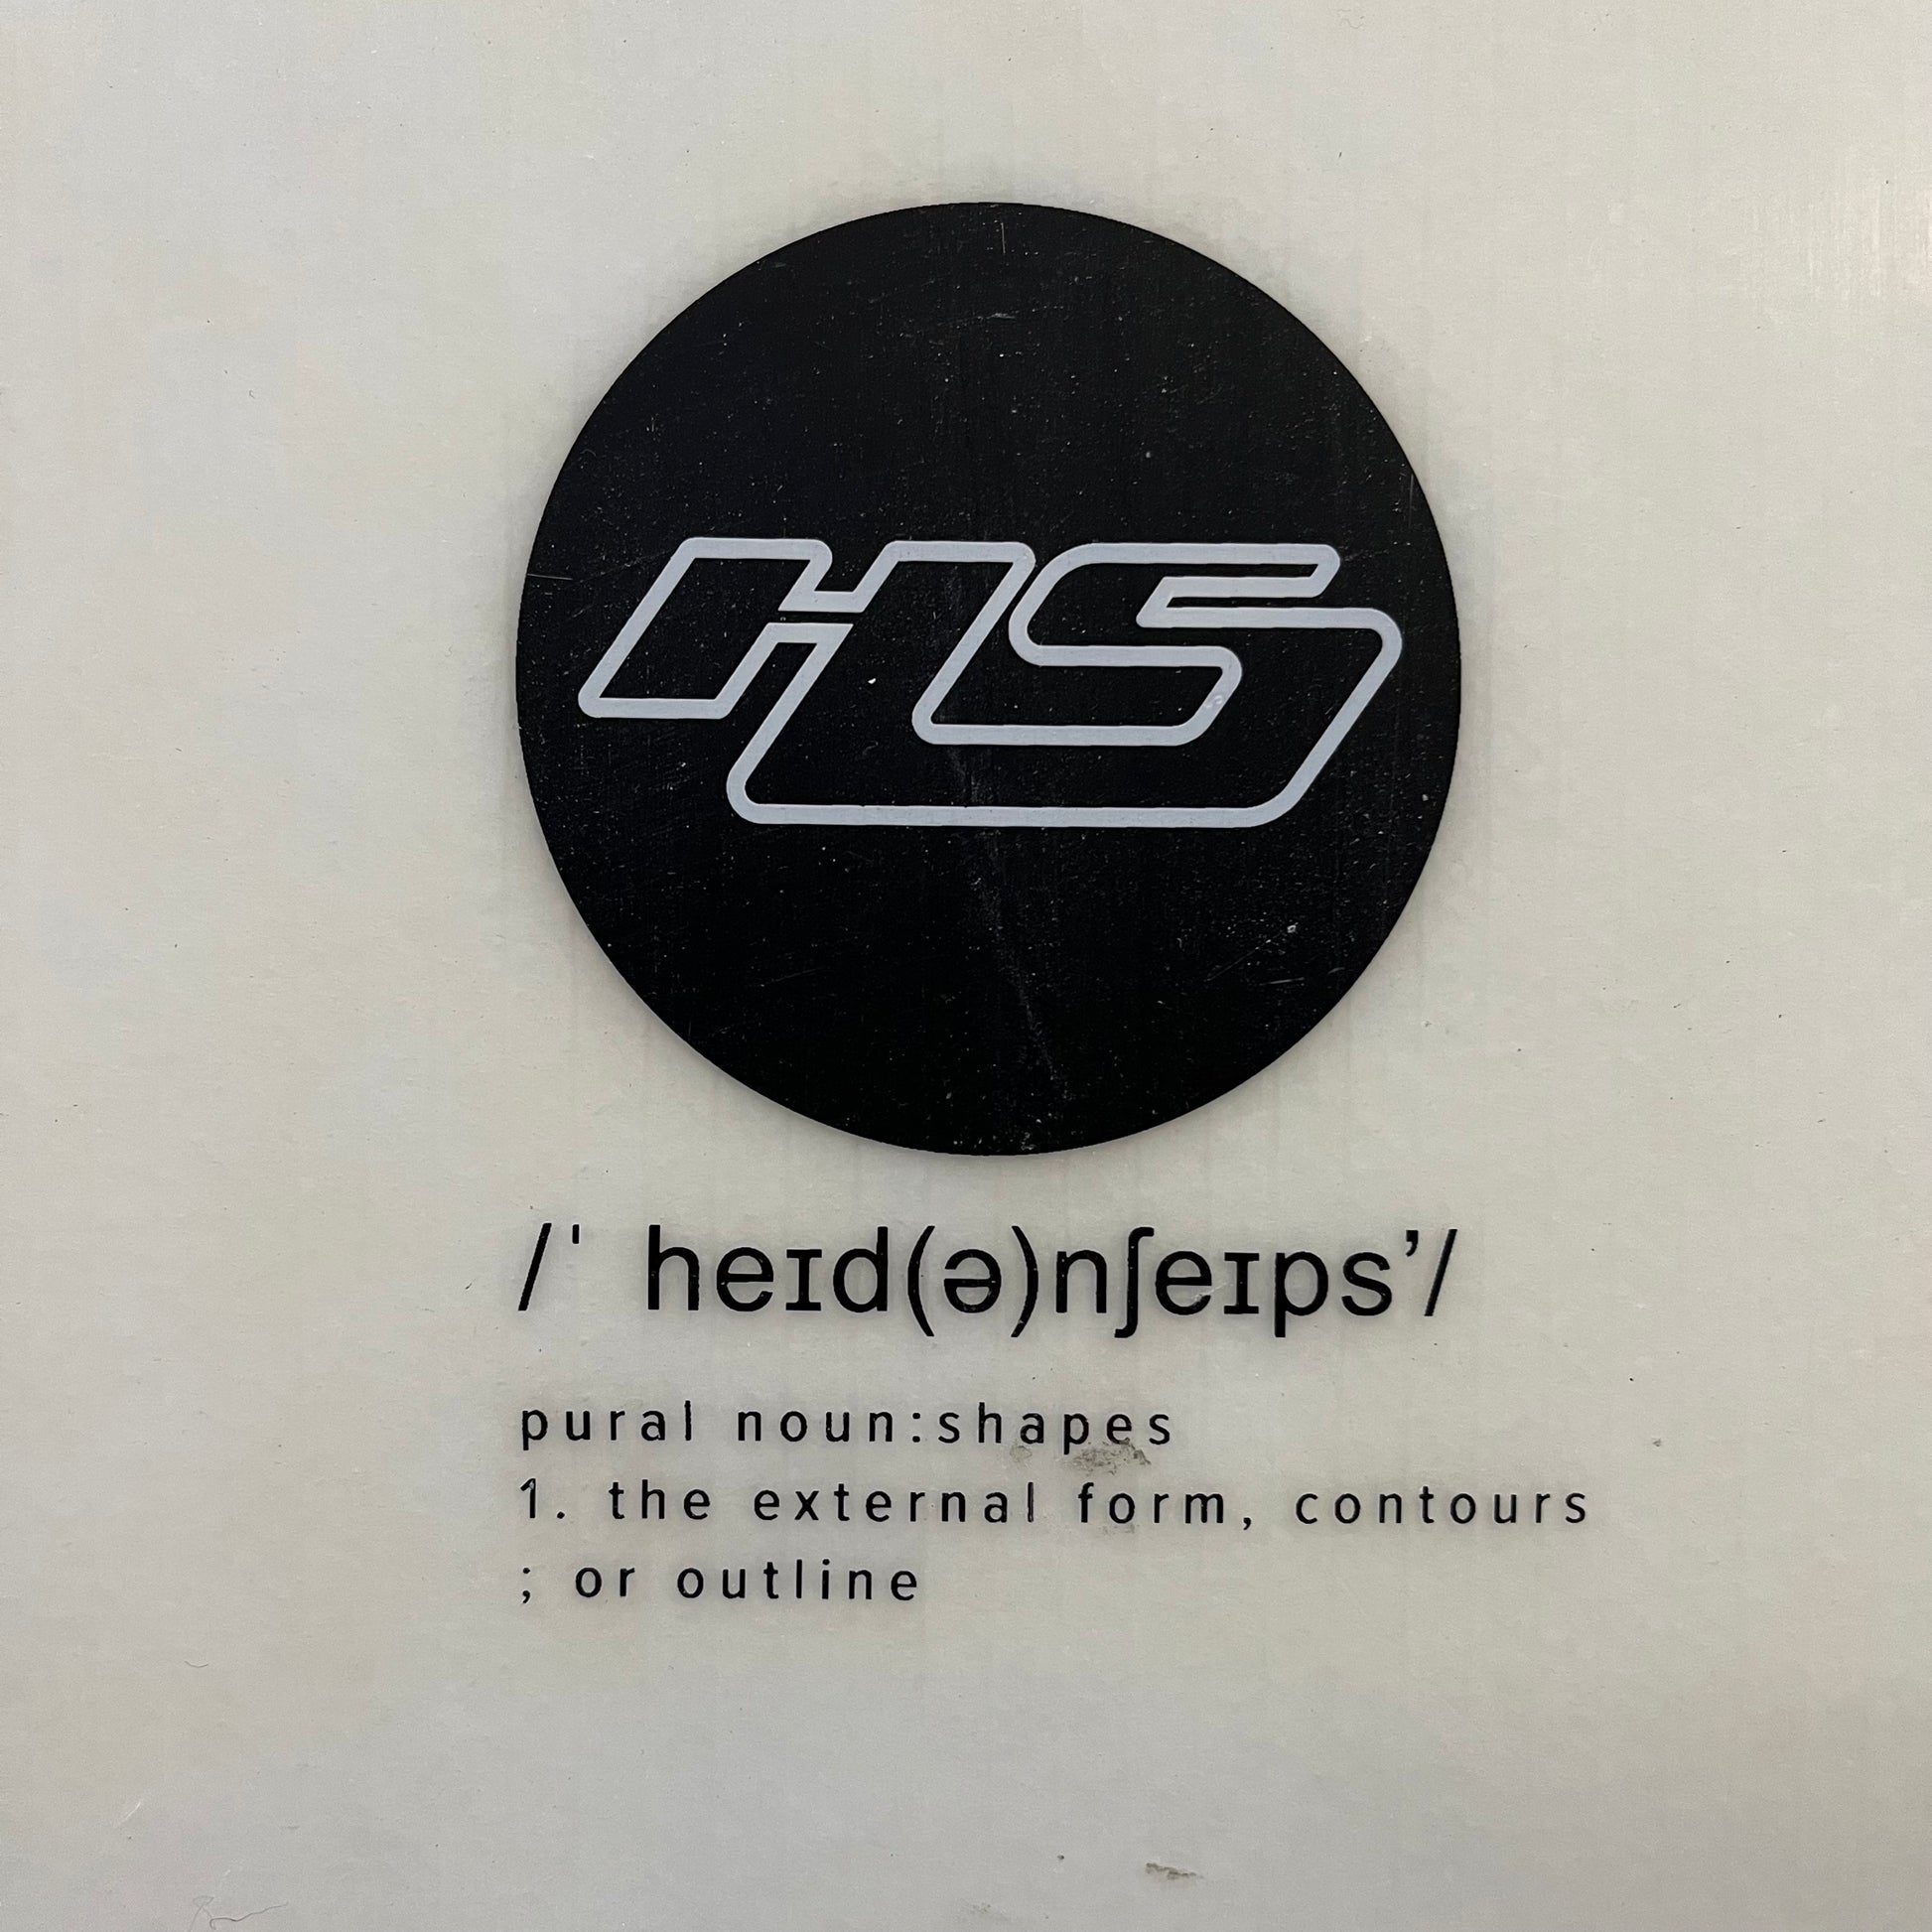 HS
/ˈ heɪd(ə)nʃeɪps’/
pural noun:shapes
1. the external form, contours
; or outline